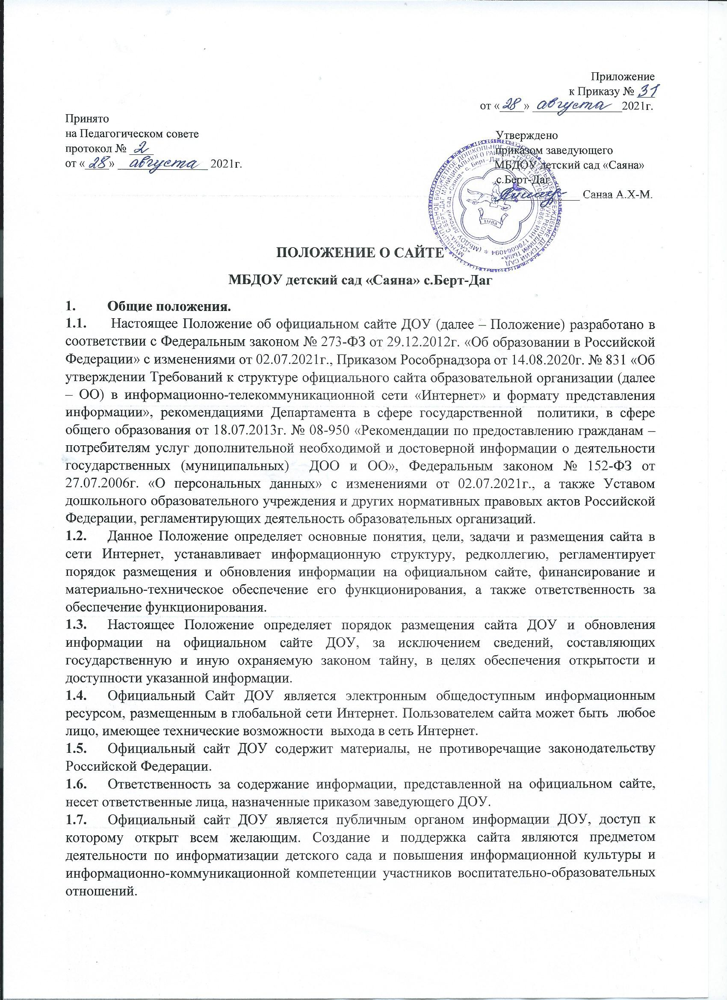 Приложение
к Приказу № 31
от «28» августа 2021г.
Принято
на Педагогическом совете
протокол № 2
от «28» августа 2021г.
Утверждено
приказом заведующего
МБДОУ детский сад «Саяна»
с.Берт-Даг
Санаа А.Х-М.
ТЫВА
ПОЛОЖЕНИЕ О САЙТЕ
МБДОУ детский сад «Саяна» с.Берт-Даг
1. Общие положения.
1.1. Настоящее Положение об официальном сайте ДОУ (далее – Положение) разработано в
соответствии с Федеральным законом № 273-ФЗ от 29.12.2012г. «Об образовании в Российской
Федерации» с изменениями от 02.07.2021г., Приказом Рособрнадзора от 14.08.2020г. № 831 «Об
утверждении Требований к структуре официального сайта образовательной организации (далее
– ОО) в информационно-телекоммуникационной сети «Интернет» и формату представления
информации», рекомендациями Департамента в сфере государственной политики, в сфере
общего образования от 18.07.2013г. № 08-950 «Рекомендации по предоставлению гражданам –
потребителям услуг дополнительной необходимой и достоверной информации о деятельности
государственных (муниципальных) ДОО и ОО», Федеральным законом № 152-ФЗ от
27.07.2006г. «О персональных данных» с изменениями от 02.07.2021г., а также Уставом
дошкольного образовательного учреждения и других нормативных правовых актов Российской
Федерации, регламентирующих деятельность образовательных организаций.
1.2. Данное Положение определяет основные понятия, цели, задачи и размещения сайта в
сети Интернет, устанавливает информационную структуру, редколлегию, регламентирует
порядок размещения и обновления информации на официальном сайте, финансирование и
материально-техническое обеспечение его функционирования, а также ответственность за
обеспечение функционирования.
1.3. Настоящее Положение определяет порядок размещения сайта ДОУ и обновления
информации на официальном сайте ДОУ, за исключением сведений, составляющих
государственную и иную охраняемую законом тайну, в целях обеспечения открытости и
доступности указанной информации.
1.4. Официальный Сайт ДОУ является электронным общедоступным информационным
ресурсом, размещенным в глобальной сети Интернет. Пользователем сайта может быть любое
лицо, имеющее технические возможности выхода в сеть Интернет.
1.5. Официальный сайт ДОУ содержит материалы, не противоречащие законодательству
Российской Федерации.
1.6. Ответственность за содержание информации, представленной на официальном сайте,
несет ответственные лица, назначенные приказом заведующего ДОУ.
1.7. Официальный сайт ДОУ является публичным органом информации ДОУ, доступ к
которому открыт всем желающим. Создание и поддержка сайта являются предметом
деятельности по информатизации детского сада и повышения информационной культуры и
информационно-коммуникационной компетенции участников воспитательно-образовательных
отношений.